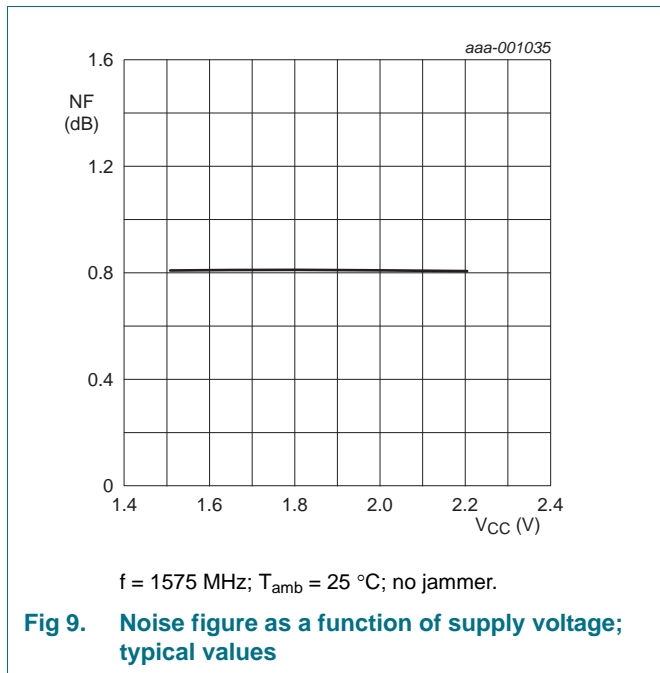 aaa-001035
1.6
NF
(dB)
1.2
0.8
0.4
0
1.4 1.6 1.8 2.0 2.2 2.4
VCC (V)
f = 1575 MHz; Tamb = 25 °C; no jammer.
Fig 9. Noise figure as a function of supply voltage;
typical values